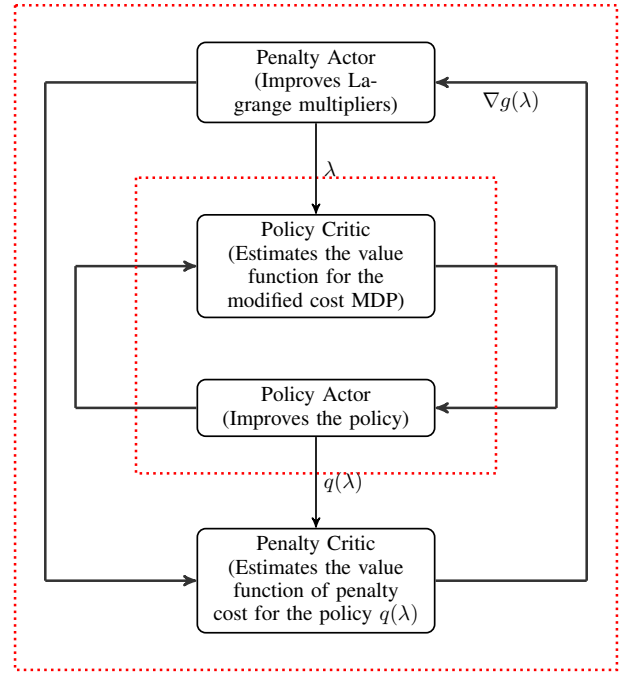 Penalty Actor
(Improves La-
grange multipliers)
∇g(λ)
λ
Policy Critic
(Estimates the value
function for the
modified cost MDP)
Policy Actor
(Improves the policy)
q(λ)
Penalty Critic
(Estimates the value
function of penalty
cost for the policy q(λ)